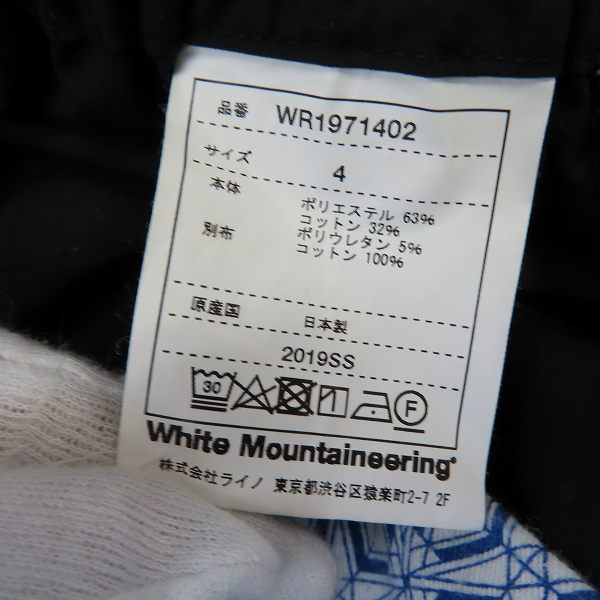 品番 WR1971402
サイズ 4
本体 ポリエステル 63%
コットン 32%
別布 ポリウレタン 5%
コットン 100%
原産国 日本製
2019SS
30 F
White Mountaineering®
株式会社ライノ 東京都渋谷区猿楽町2-7 2F